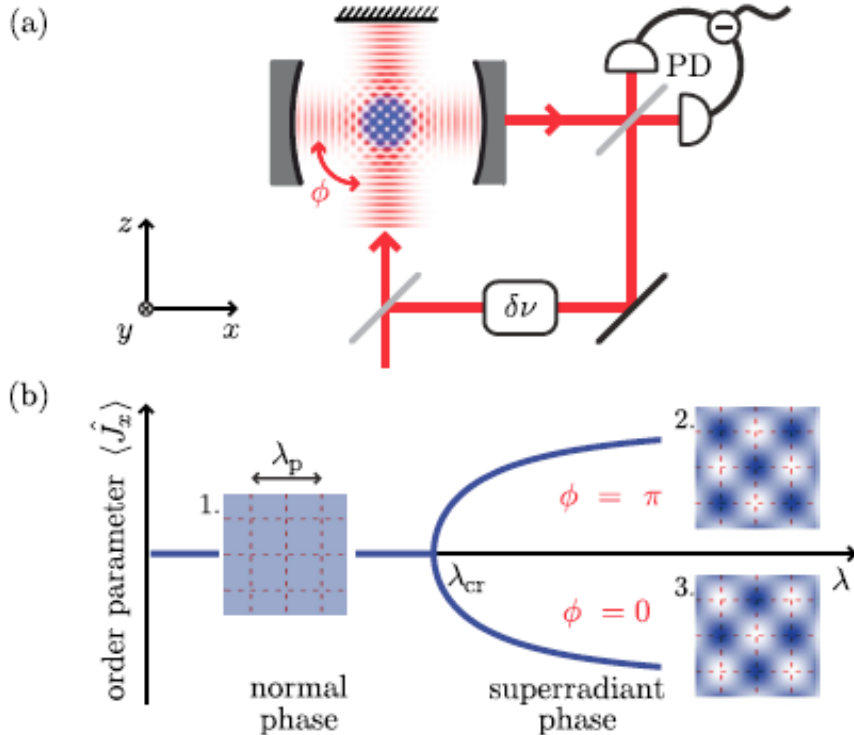 (a)
PD
ϕ
z
y
x
δν
(b)
order parameter ⟨Ĵx⟩
λp
1.
2.
ϕ = π
λcr
λ
3.
ϕ = 0
normal
phase
superradiant
phase